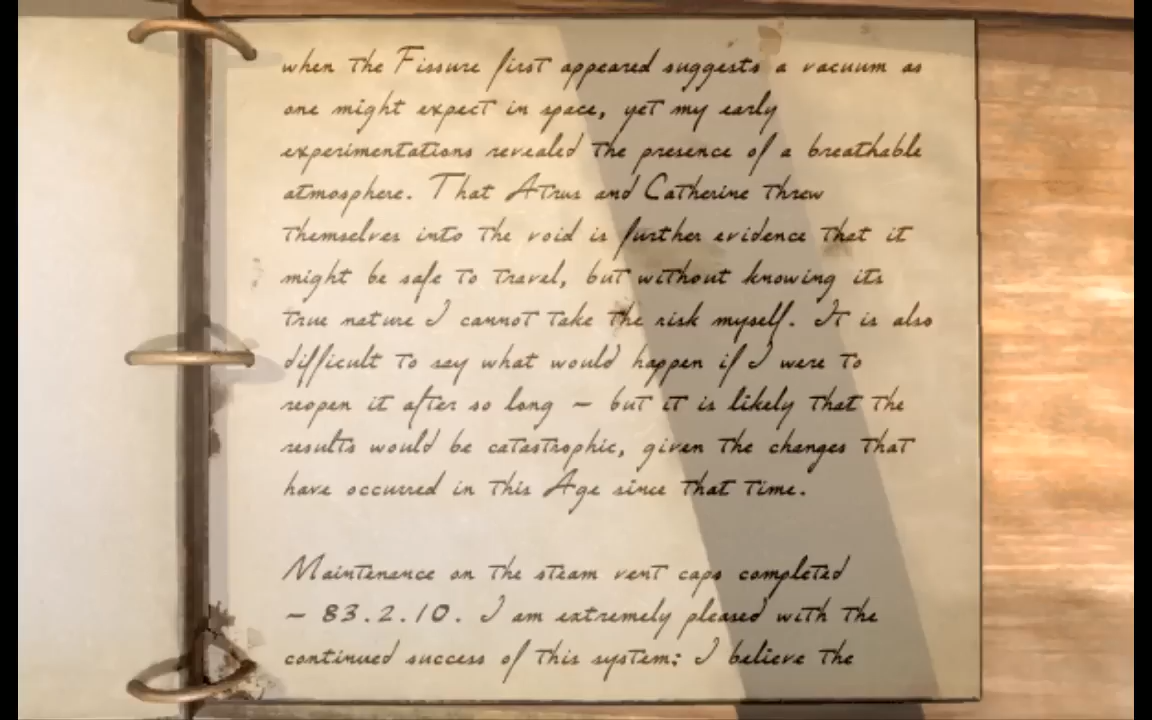 when the Fissure first appeared suggests a vacuum as
one might expect in space, yet my early
experimentations revealed the presence of a breathable
atmosphere. That Atrus and Catherine threw
themselves into the void is further evidence that it
might be safe to travel, but without knowing its
true nature I cannot take the risk myself. It is also
difficult to say what would happen if I were to
reopen it after so long – but it is likely that the
results would be catastrophic, given the changes that
have occurred in this Age since that time.
Maintenance on the steam vent caps completed
– 83.2.10. I am extremely pleased with the
continued success of this system; I believe the